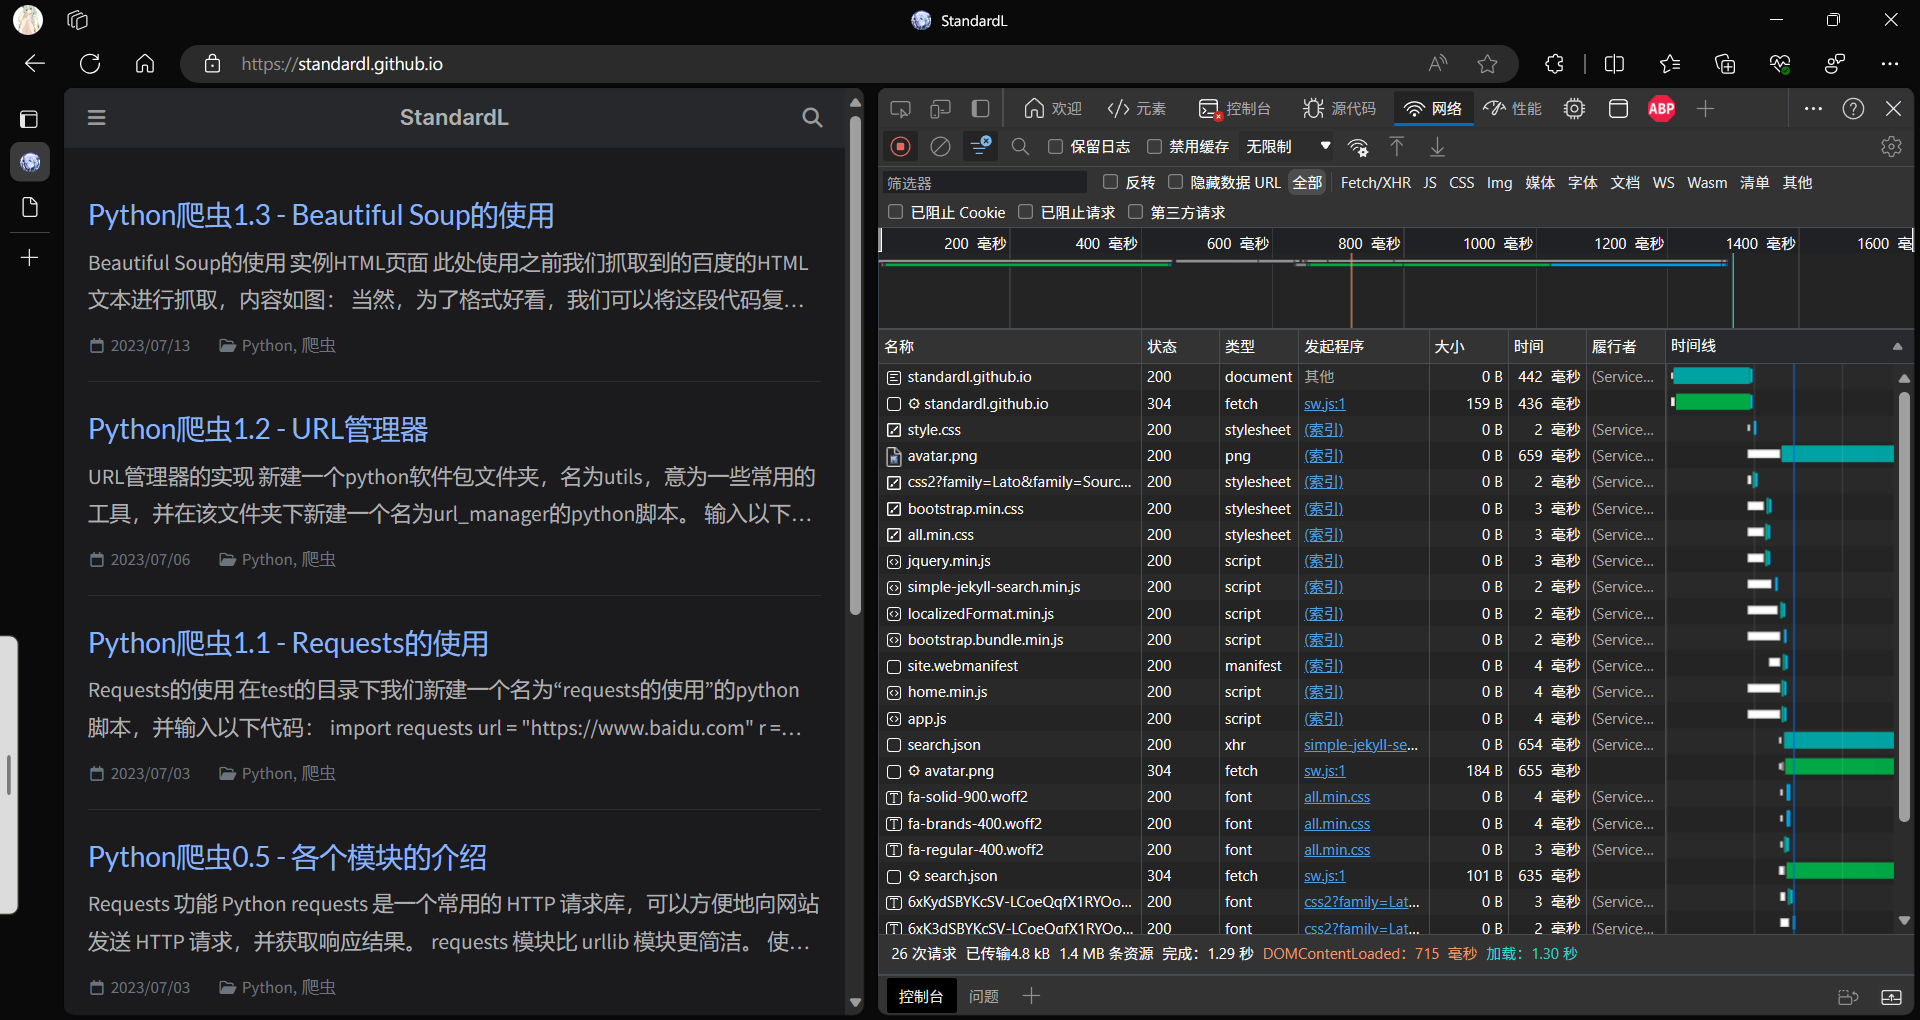 StandardL
https://standardl.github.io
StandardL
Python爬虫1.3 - Beautiful Soup的使用
Beautiful Soup的使用 实例HTML页面 此处使用之前我们抓取到的百度的HTML
文本进行抓取，内容如图： 当然，为了格式好看，我们可以将这段代码复…
2023/07/13 Python, 爬虫
Python爬虫1.2 - URL管理器
URL管理器的实现 新建一个python软件包文件夹，名为utils，意为一些常用的
工具，并在该文件夹下新建一个名为url_manager的python脚本。 输入以下…
2023/07/06 Python, 爬虫
Python爬虫1.1 - Requests的使用
Requests的使用 在test的目录下我们新建一个名为“requests的使用”的python
脚本，并输入以下代码： import requests url = "https://www.baidu.com" r =…
2023/07/03 Python, 爬虫
Python爬虫0.5 - 各个模块的介绍
Requests 功能 Python requests 是一个常用的 HTTP 请求库，可以方便地向网站
发送 HTTP 请求，并获取响应结果。 requests 模块比 urllib 模块更简洁。 使…
2023/07/03 Python, 爬虫
欢迎 元素 控制台 源代码 网络 性能 ABP
保留日志 禁用缓存 无限制
筛选器 反转 隐藏数据 URL 全部 Fetch/XHR JS CSS Img 媒体 字体 文档 WS Wasm 清单 其他
已阻止 Cookie 已阻止请求 第三方请求
200 毫秒 400 毫秒 600 毫秒 800 毫秒 1000 毫秒 1200 毫秒 1400 毫秒 1600 毫
名称 状态 类型 发起程序 大小 时间 履行者 时间线
standardl.github.io 200 document 其他 0 B 442 毫秒 (Service...
standardl.github.io 304 fetch sw.js:1 159 B 436 毫秒
style.css 200 stylesheet (索引) 0 B 2 毫秒 (Service...
avatar.png 200 png (索引) 0 B 659 毫秒 (Service...
css2?family=Lato&family=Sourc... 200 stylesheet (索引) 0 B 2 毫秒 (Service...
bootstrap.min.css 200 stylesheet (索引) 0 B 3 毫秒 (Service...
all.min.css 200 stylesheet (索引) 0 B 3 毫秒 (Service...
jquery.min.js 200 script (索引) 0 B 3 毫秒 (Service...
simple-jekyll-search.min.js 200 script (索引) 0 B 2 毫秒 (Service...
localizedFormat.min.js 200 script (索引) 0 B 2 毫秒 (Service...
bootstrap.bundle.min.js 200 script (索引) 0 B 2 毫秒 (Service...
site.webmanifest 200 manifest (索引) 0 B 4 毫秒 (Service...
home.min.js 200 script (索引) 0 B 4 毫秒 (Service...
app.js 200 script (索引) 0 B 4 毫秒 (Service...
search.json 200 xhr simple-jekyll-se... 0 B 654 毫秒 (Service...
avatar.png 304 fetch sw.js:1 184 B 655 毫秒
fa-solid-900.woff2 200 font all.min.css 0 B 4 毫秒 (Service...
fa-brands-400.woff2 200 font all.min.css 0 B 4 毫秒 (Service...
fa-regular-400.woff2 200 font all.min.css 0 B 3 毫秒 (Service...
search.json 304 fetch sw.js:1 101 B 635 毫秒
6xKydSBYKcSV-LCoeQqfX1RYOo... 200 font css2?family=Lat... 0 B 3 毫秒 (Service...
6xK3dSBYKcSV-LCoeQqfX1RYOo... 200 font css2?family=Lat... 0 B 2 毫秒 (Service...
26 次请求 已传输4.8 kB 1.4 MB 条资源 完成：1.29 秒 DOMContentLoaded：715 毫秒 加载：1.30 秒
控制台 问题